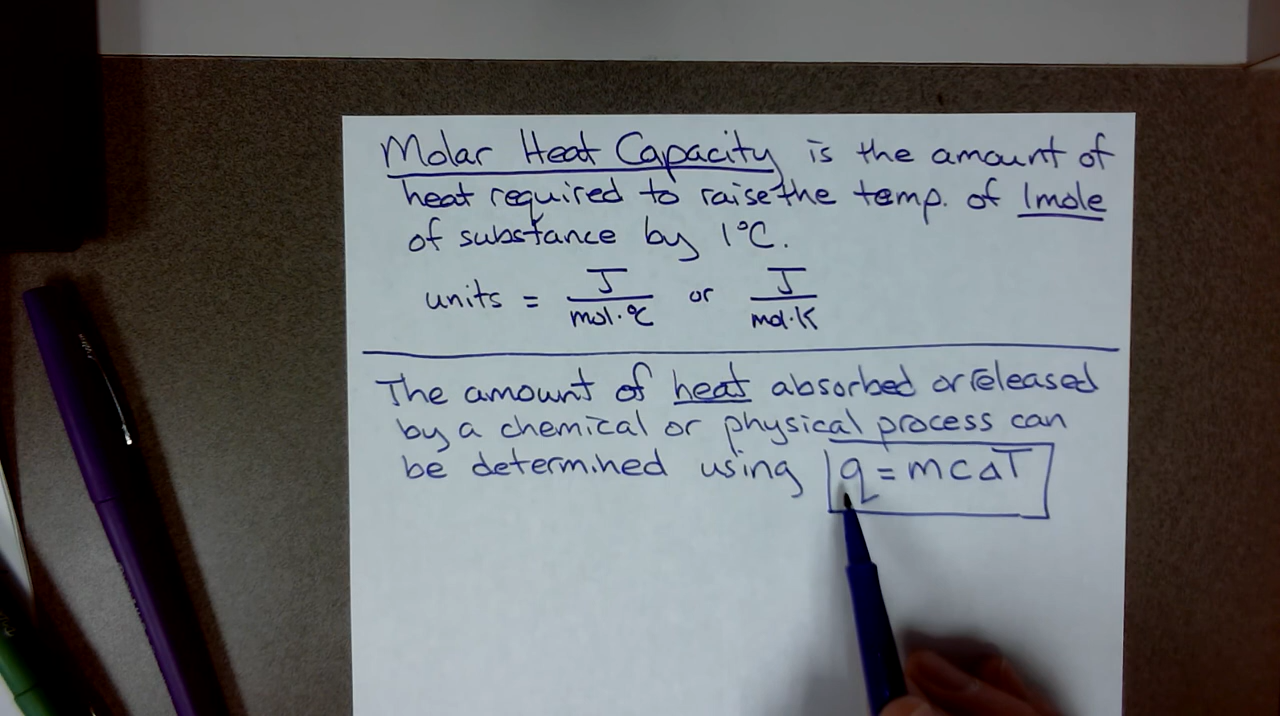 Molar Heat Capacity is the amount of
heat required to raise the temp. of 1mole
of substance by 1°C.
units = J/mol·°C or J/mol·K
The amount of heat absorbed or released
by a chemical or physical process can
be determined using q = mcΔT